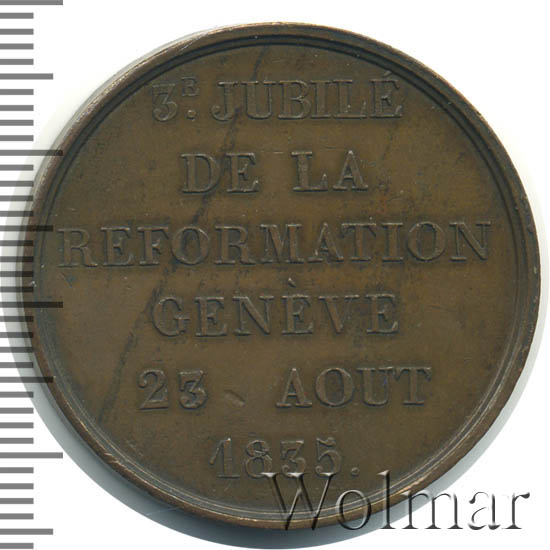 3E. JUBILÉ
DE LA
REFORMATION
GENÈVE
23 AOUT
1835.
Wolmar